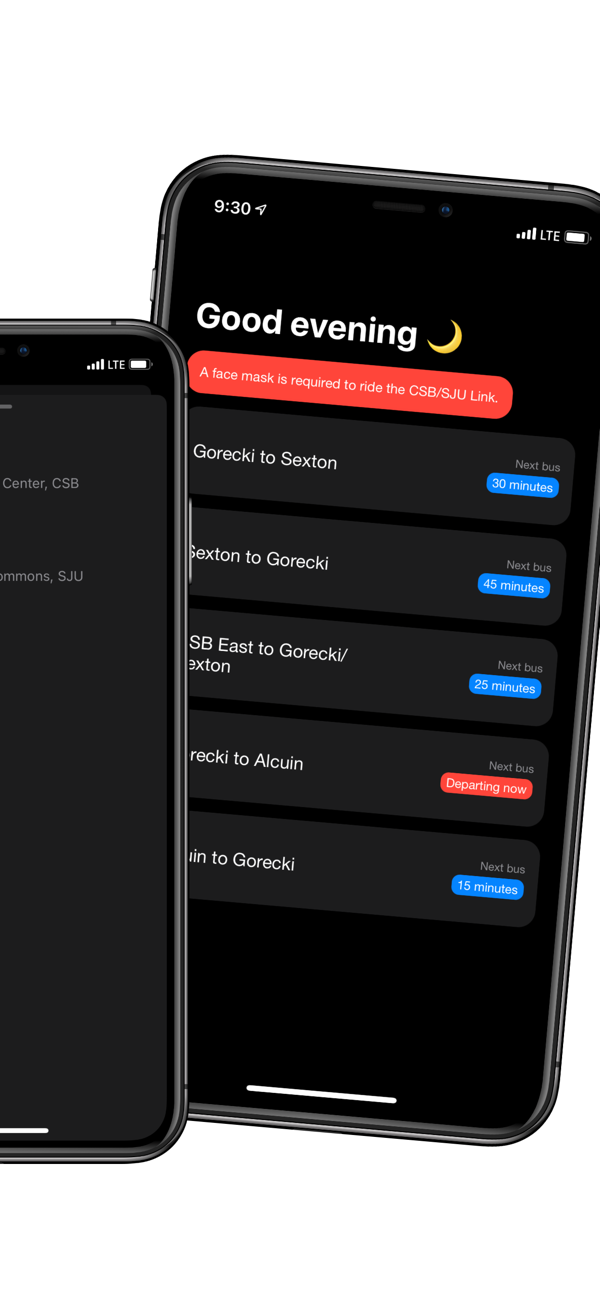 9:30
LTE
Good evening 🌙
A face mask is required to ride the CSB/SJU Link.
Gorecki to Sexton
Next bus
30 minutes
Sexton to Gorecki
Next bus
45 minutes
SB East to Gorecki/
exton
Next bus
25 minutes
recki to Alcuin
Next bus
Departing now
uin to Gorecki
Next bus
15 minutes
LTE
Center, CSB
ommons, SJU